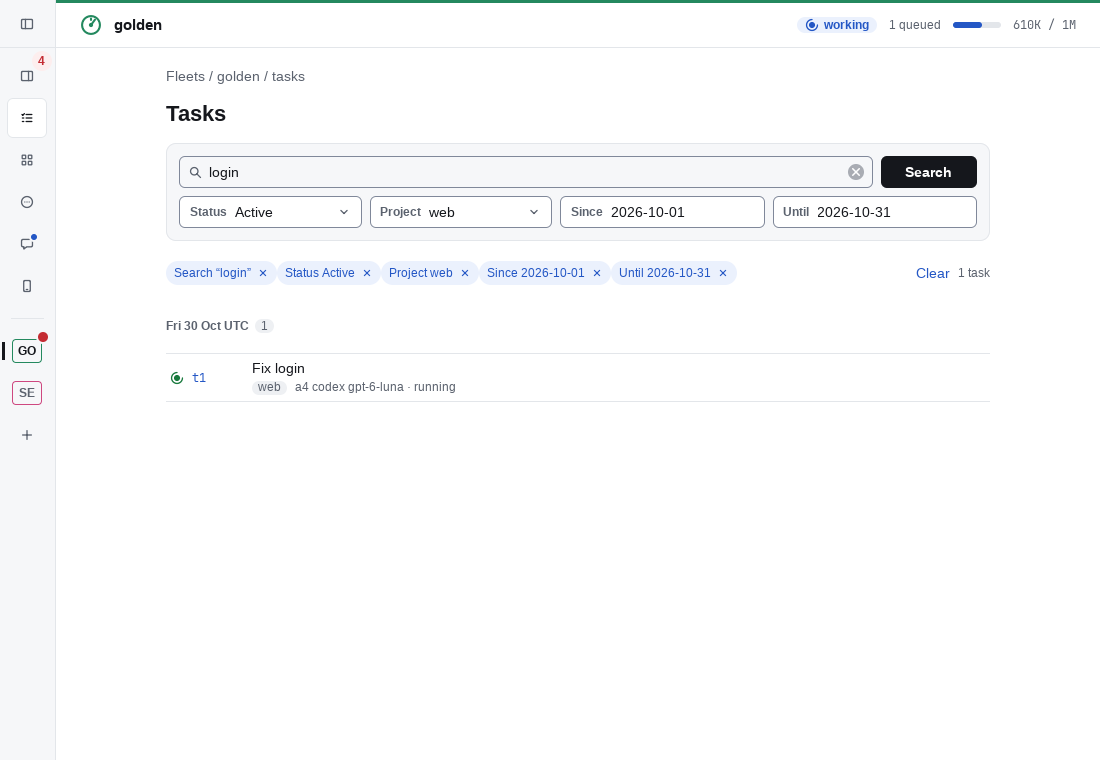 golden
working
1 queued
610K / 1M
4
Fleets / golden / tasks
Tasks
login
Search
Status Active
Project web
Since 2026-10-01
Until 2026-10-31
Search “login” ×
Status Active ×
Project web ×
Since 2026-10-01 ×
Until 2026-10-31 ×
Clear
1 task
Fri 30 Oct UTC 1
GO
t1
Fix login
web a4 codex gpt-6-luna · running
SE